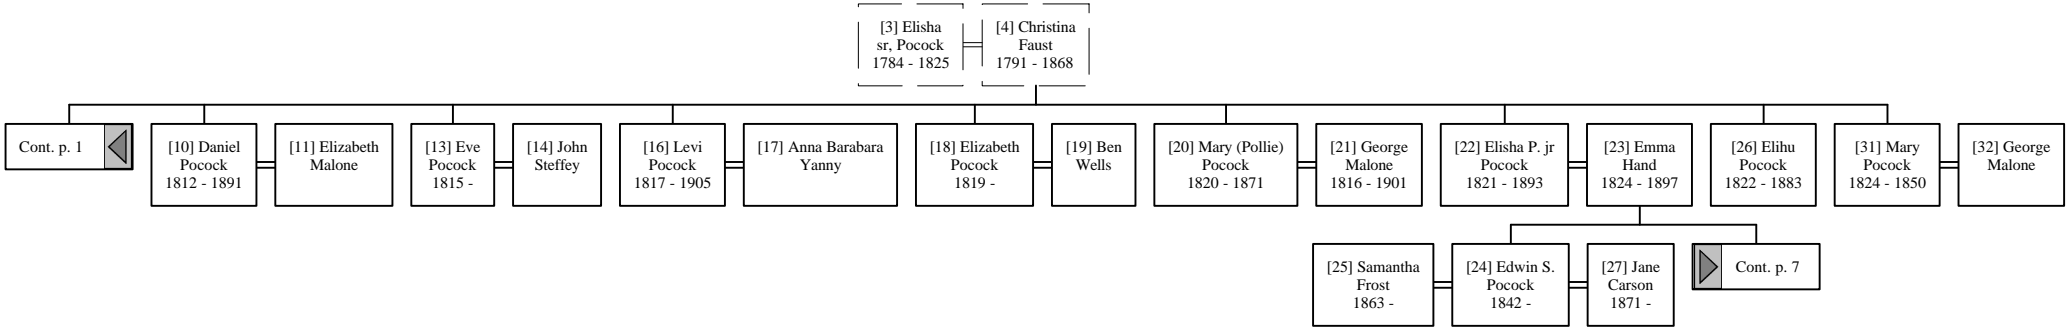 [3] Elisha
sr, Pocock
1784 - 1825
[4] Christina
Faust
1791 - 1868
Cont. p. 1
[10] Daniel
Pocock
1812 - 1891
[11] Elizabeth
Malone
[13] Eve
Pocock
1815 -
[14] John
Steffey
[16] Levi
Pocock
1817 - 1905
[17] Anna Barabara
Yanny
[18] Elizabeth
Pocock
1819 -
[19] Ben
Wells
[20] Mary (Pollie)
Pocock
1820 - 1871
[21] George
Malone
1816 - 1901
[22] Elisha P. jr
Pocock
1821 - 1893
[23] Emma
Hand
1824 - 1897
[26] Elihu
Pocock
1822 - 1883
[31] Mary
Pocock
1824 - 1850
[32] George
Malone
[25] Samantha
Frost
1863 -
[24] Edwin S.
Pocock
1842 -
[27] Jane
Carson
1871 -
Cont. p. 7